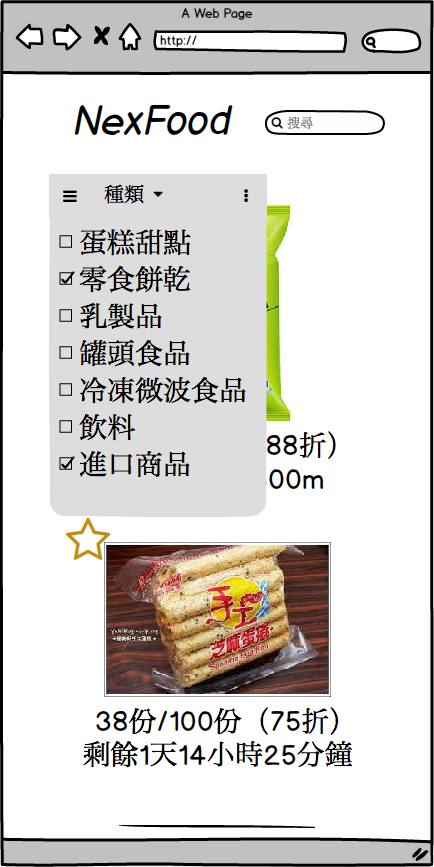 A Web Page
http://
NexFood
搜尋
種類
蛋糕甜點
零食餅乾
乳製品
罐頭食品
冷凍微波食品
飲料
進口商品
88折）
00m
手工
芝麻蛋捲
Sesame Egg Roll
38份/100份（75折）
剩餘1天14小時25分鐘